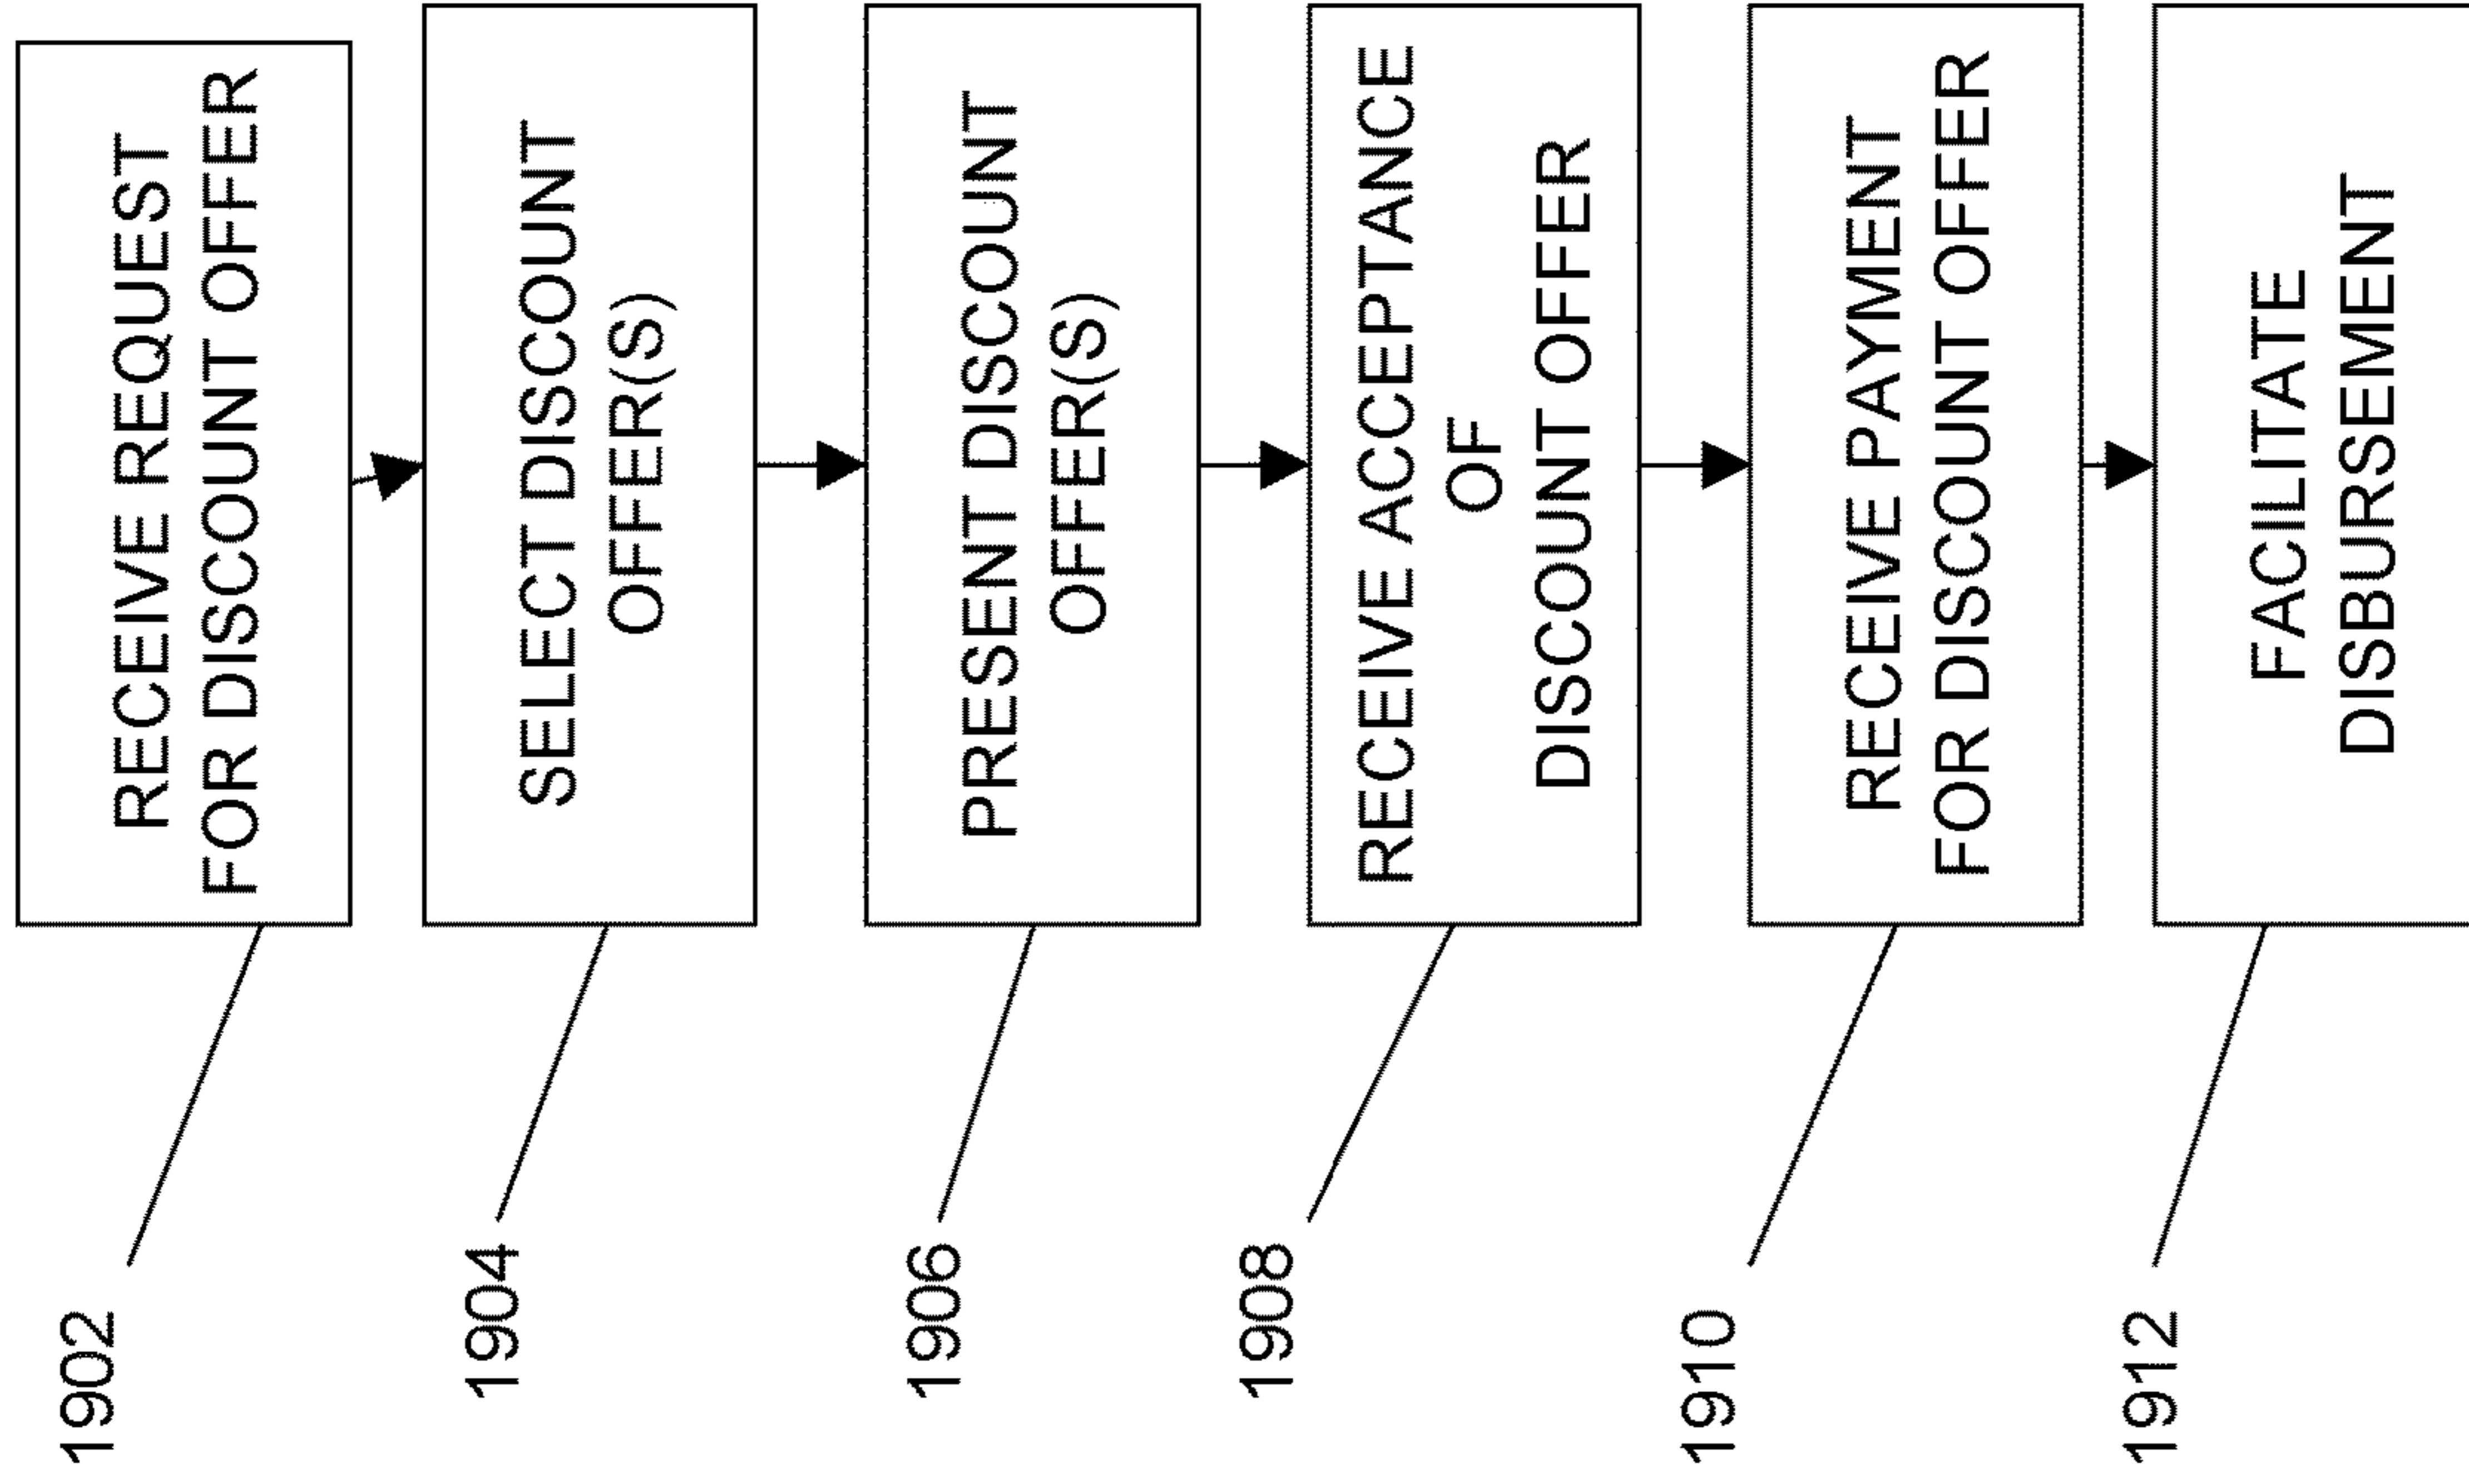 1902
RECEIVE REQUEST
FOR DISCOUNT OFFER
1904
SELECT DISCOUNT
OFFER(S)
1906
PRESENT DISCOUNT
OFFER(S)
1908
RECEIVE ACCEPTANCE
OF
DISCOUNT OFFER
1910
RECEIVE PAYMENT
FOR DISCOUNT OFFER
1912
FACILITATE
DISBURSEMENT